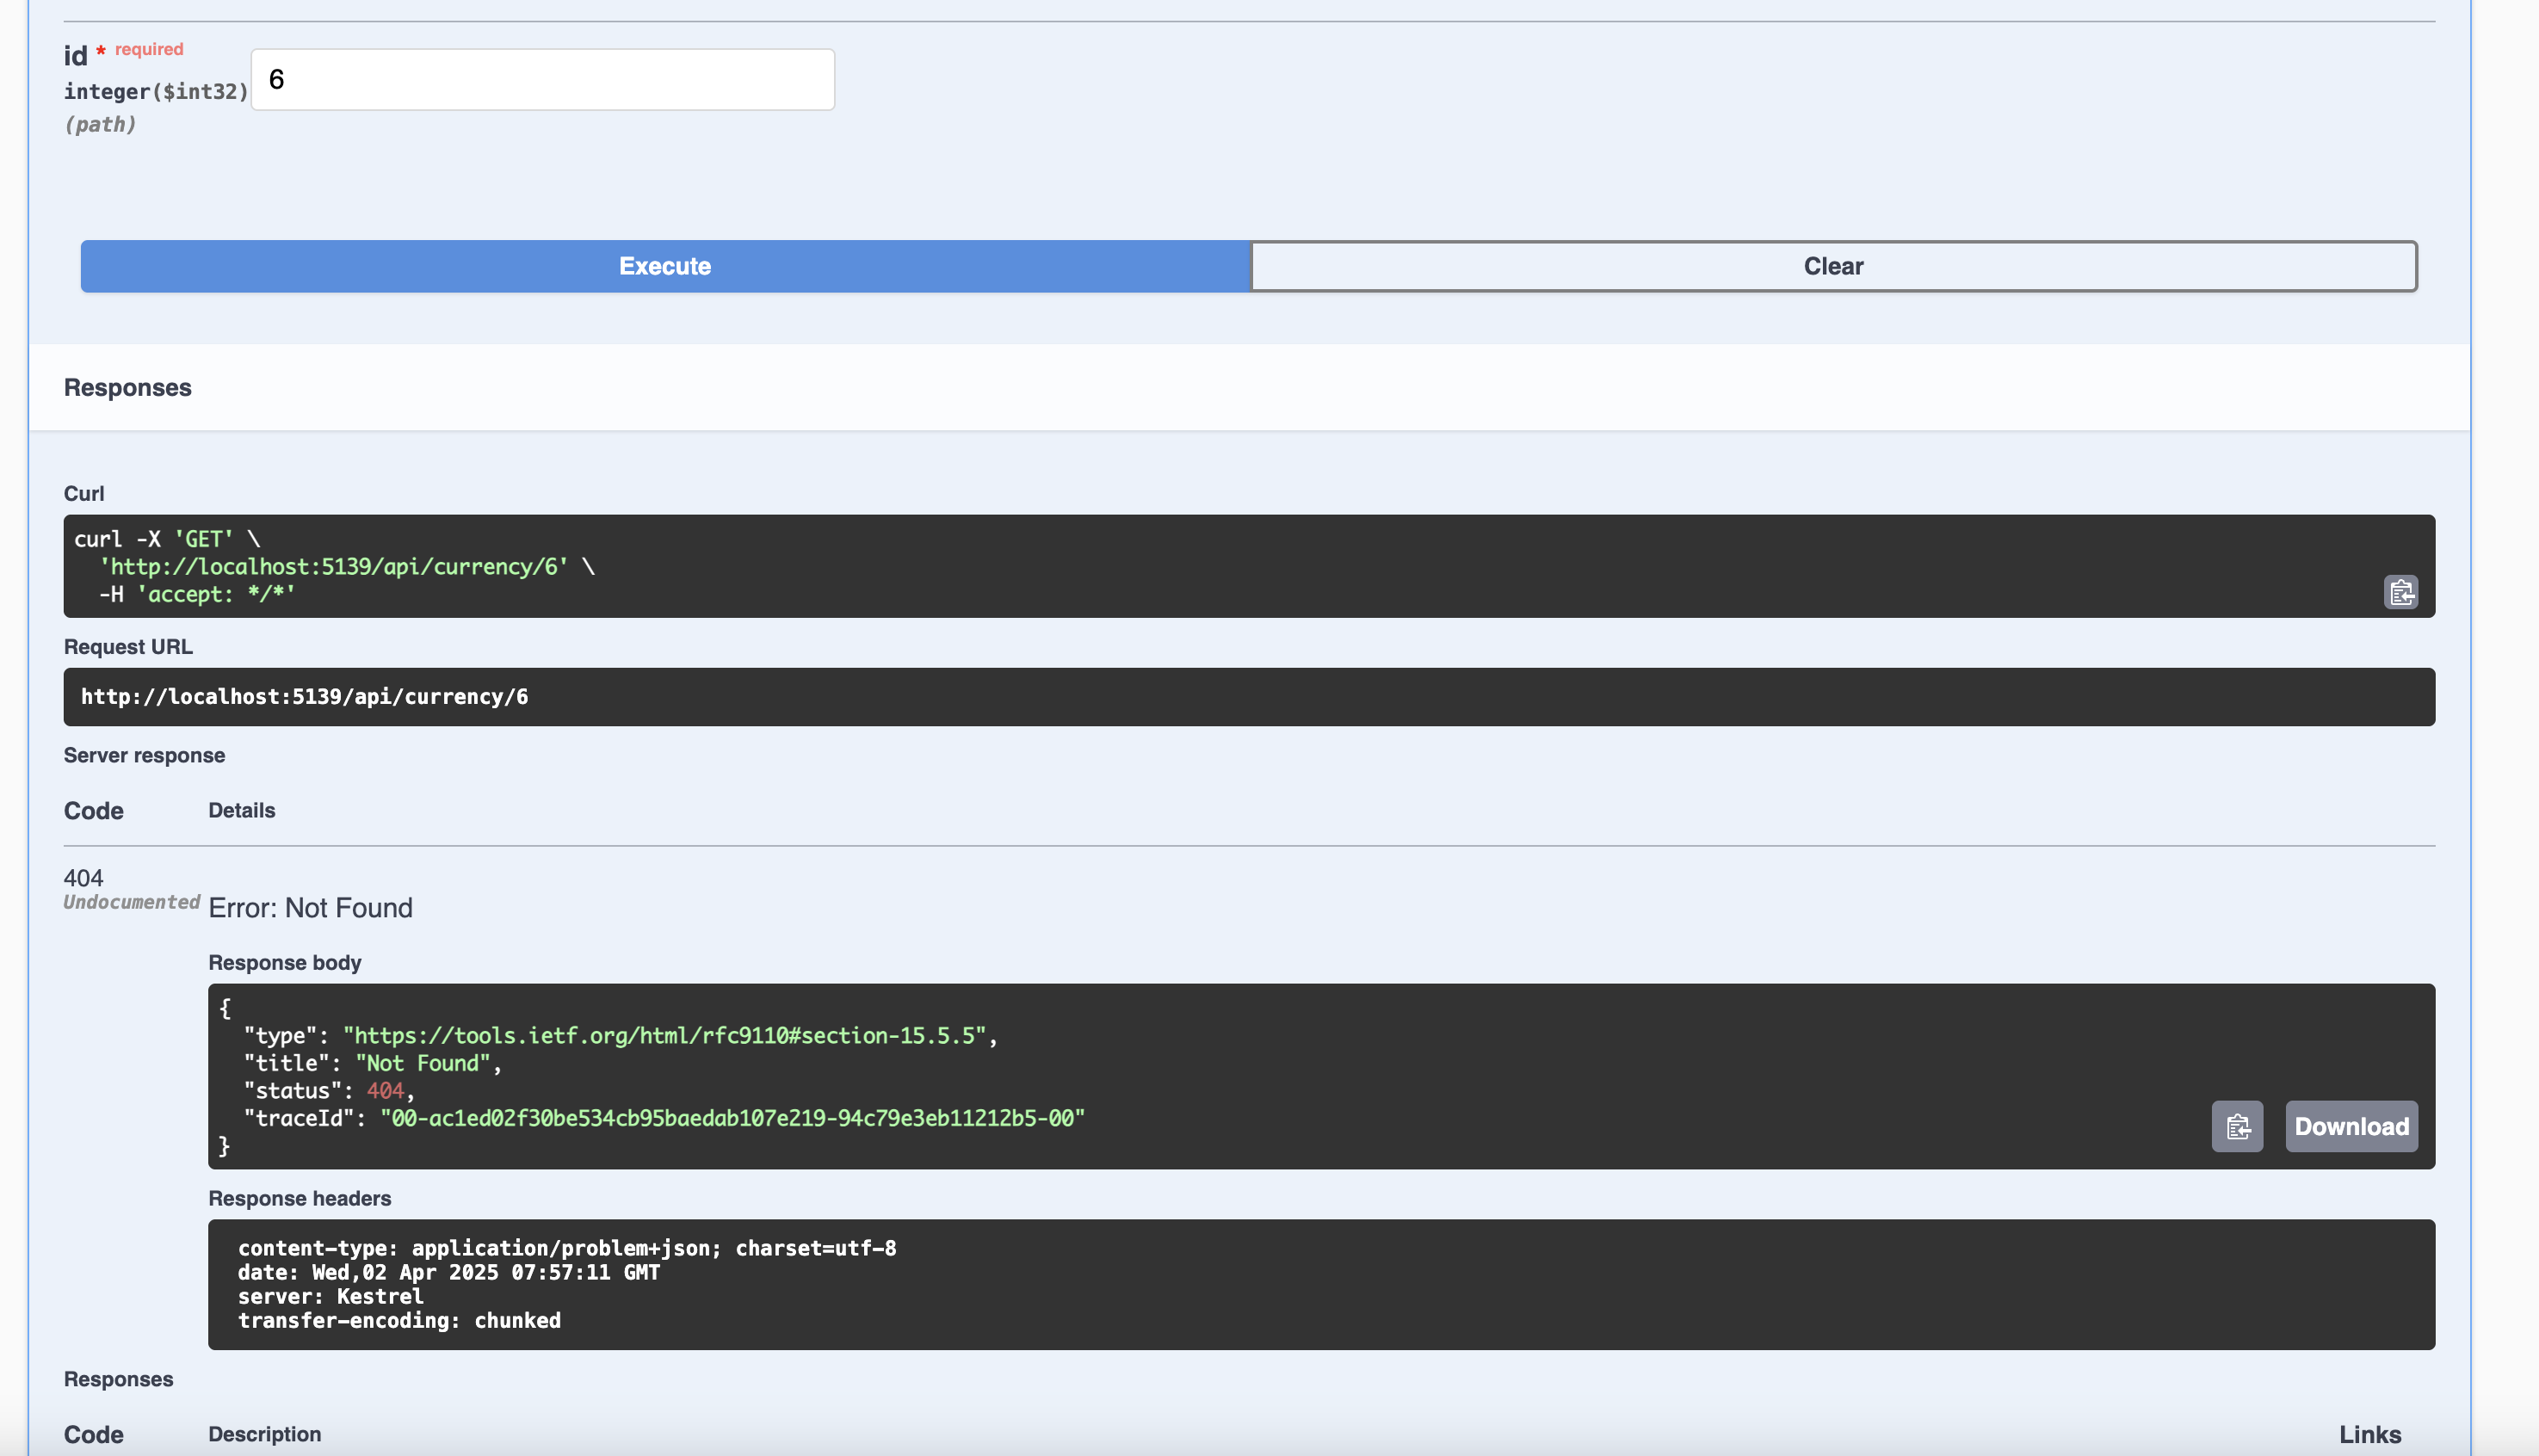 id * required
6
integer($int32)
(path)
Execute
Clear
Responses
Curl
curl -X 'GET' \
'http://localhost:5139/api/currency/6' \
-H 'accept: */*'
Request URL
http://localhost:5139/api/currency/6
Server response
Code Details
404
Undocumented Error: Not Found
Response body
{
"type": "https://tools.ietf.org/html/rfc9110#section-15.5.5",
"title": "Not Found",
"status": 404,
"traceId": "00-ac1ed02f30be534cb95baedab107e219-94c79e3eb11212b5-00"
}
Download
Response headers
content-type: application/problem+json; charset=utf-8
date: Wed,02 Apr 2025 07:57:11 GMT
server: Kestrel
transfer-encoding: chunked
Responses
Code Description Links